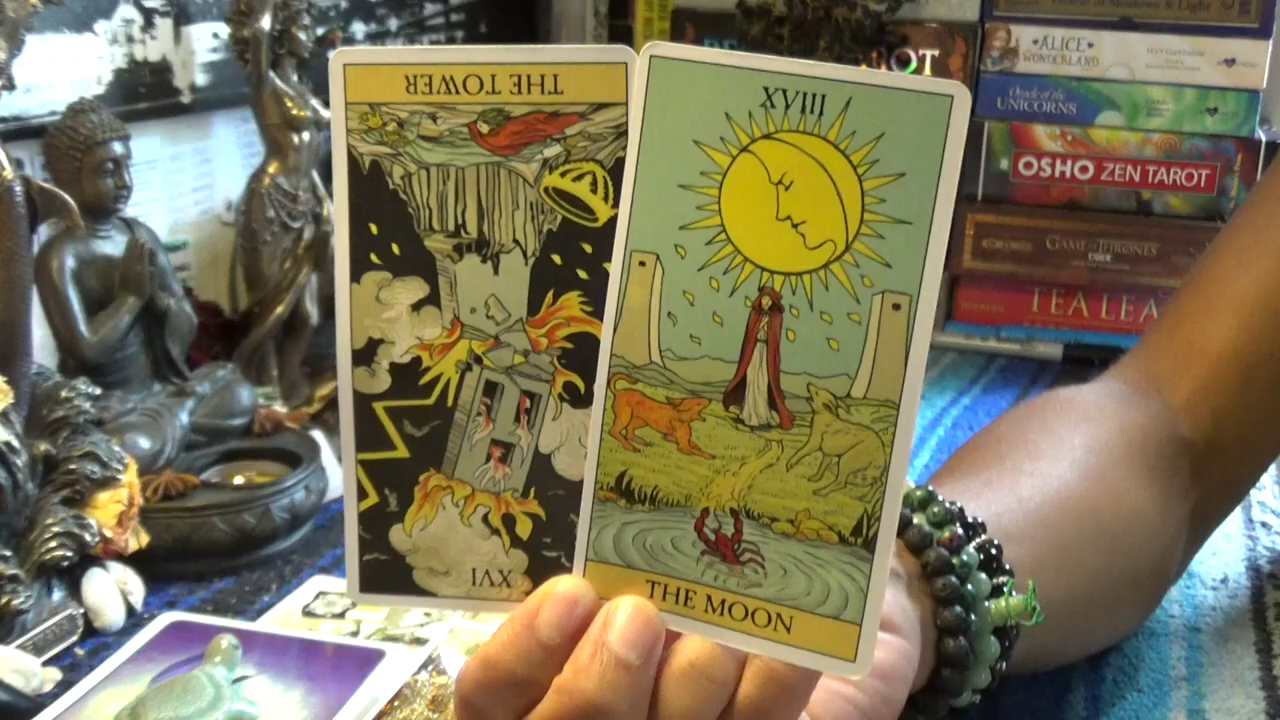 THE TOWER
XVI
XVIII
THE MOON
ALICE
WONDERLAND
Oracle of the
UNICORNS
OSHO ZEN TAROT
GAME OF THRONES
TAROT
TEA LEA